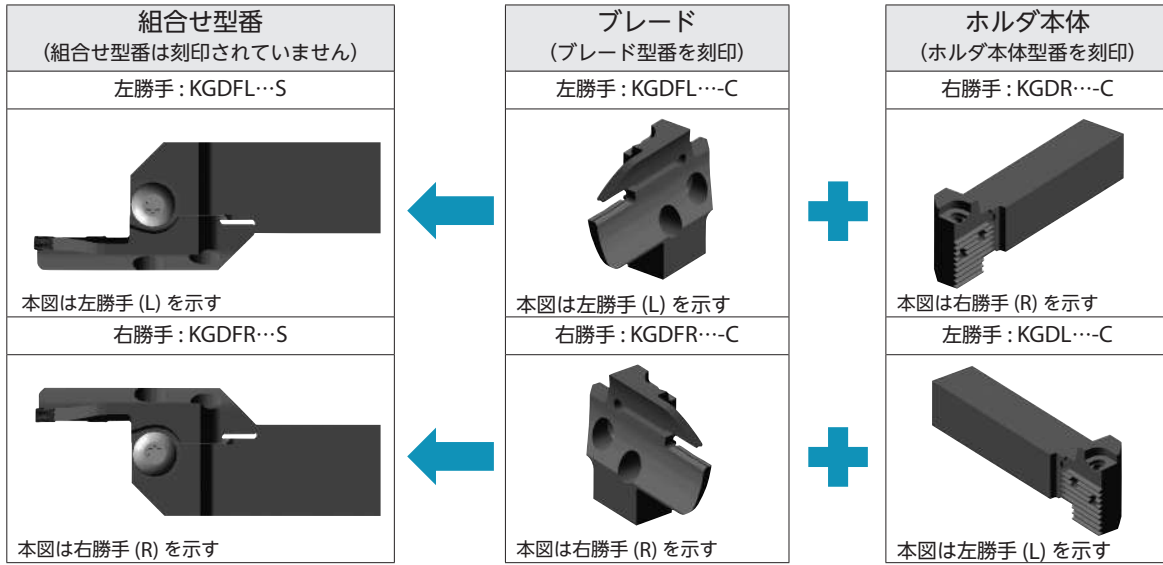 組合せ型番
(組合せ型番は刻印されていません)
ブレード
(ブレード型番を刻印)
ホルダ本体
(ホルダ本体型番を刻印)
左勝手 : KGDFL…S
左勝手 : KGDFL…-C
右勝手 : KGDR…-C
本図は左勝手 (L) を示す
本図は左勝手 (L) を示す
本図は右勝手 (R) を示す
右勝手 : KGDFR…S
右勝手 : KGDFR…-C
左勝手 : KGDL…-C
本図は右勝手 (R) を示す
本図は右勝手 (R) を示す
本図は左勝手 (L) を示す